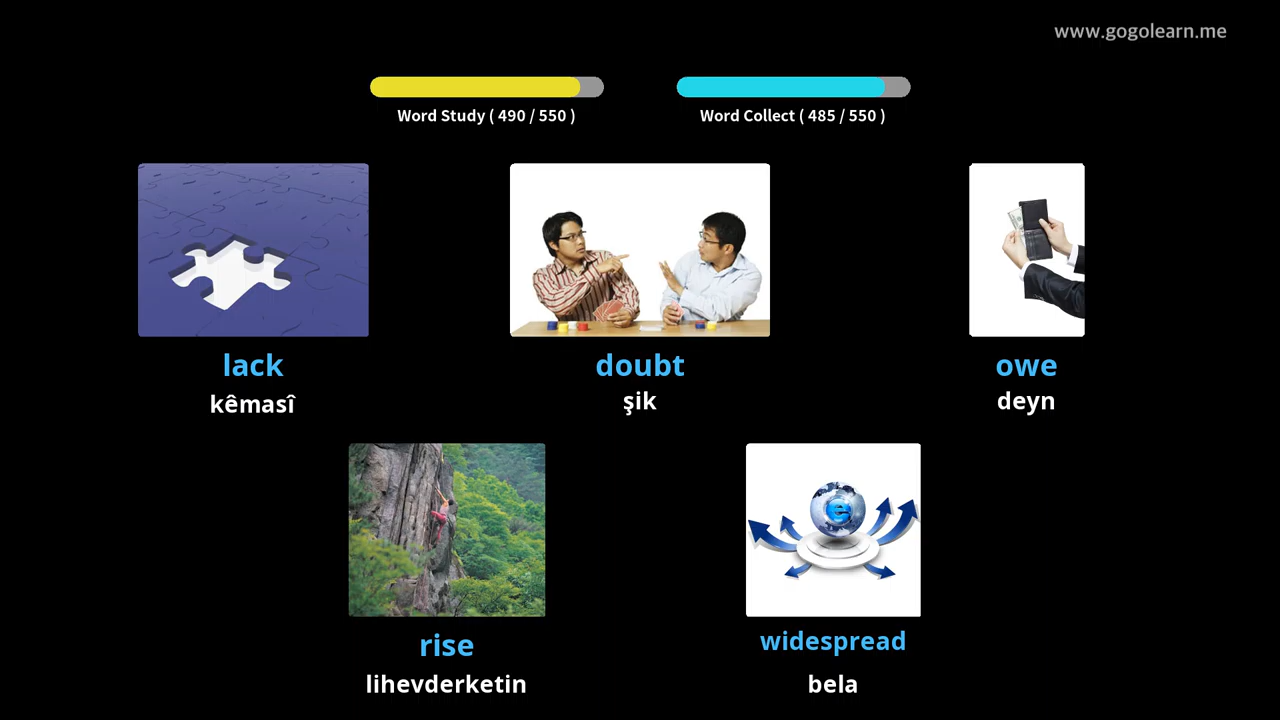 www.gogolearn.me
Word Study ( 490 / 550 )
Word Collect ( 485 / 550 )
lack
kêmasî
doubt
şik
owe
deyn
rise
lihevderketin
widespread
bela